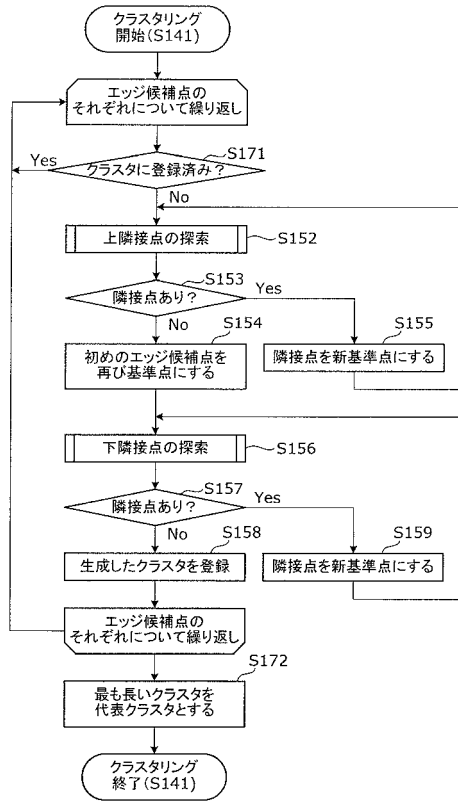 クラスタリング
開始(S141)
エッジ候補点の
それぞれについて繰り返し
S171
Yes
クラスタに登録済み?
No
上隣接点の探索
S152
S153
隣接点あり?
Yes
No
S154
S155
初めのエッジ候補点を
再び基準点にする
隣接点を新基準点にする
下隣接点の探索
S156
S157
隣接点あり?
Yes
No
S158
S159
生成したクラスタを登録
隣接点を新基準点にする
エッジ候補点の
それぞれについて繰り返し
S172
最も長いクラスタを
代表クラスタとする
クラスタリング
終了(S141)